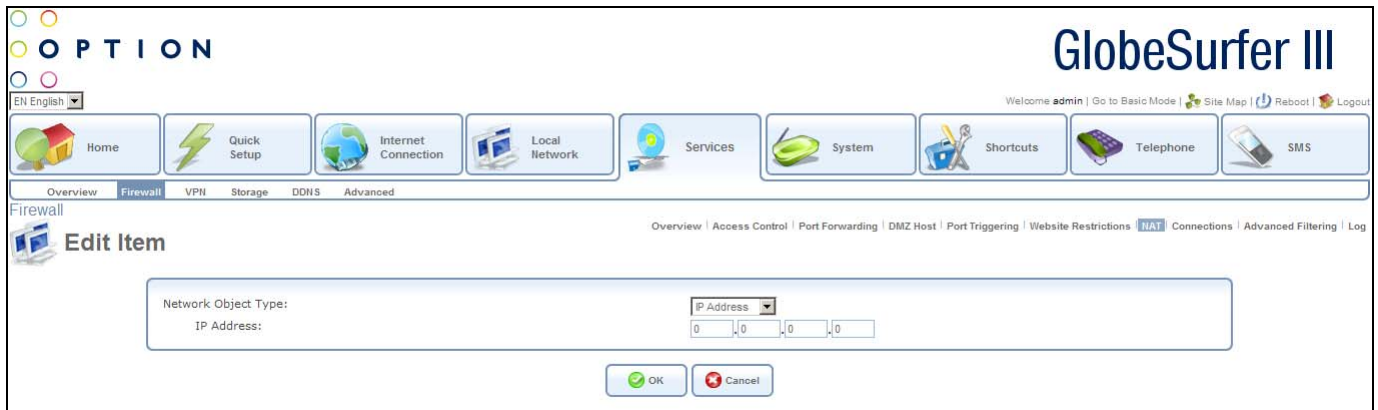 OPTION
GlobeSurfer III
EN English
Welcome admin | Go to Basic Mode | Site Map | Reboot | Logout
Home
Quick Setup
Internet Connection
Local Network
Services
System
Shortcuts
Telephone
SMS
Overview Firewall VPN Storage DDNS Advanced
Firewall
Overview | Access Control | Port Forwarding | DMZ Host | Port Triggering | Website Restrictions | NAT | Connections | Advanced Filtering | Log
Edit Item
Network Object Type: IP Address
IP Address: 0 . 0 . 0 . 0
OK Cancel